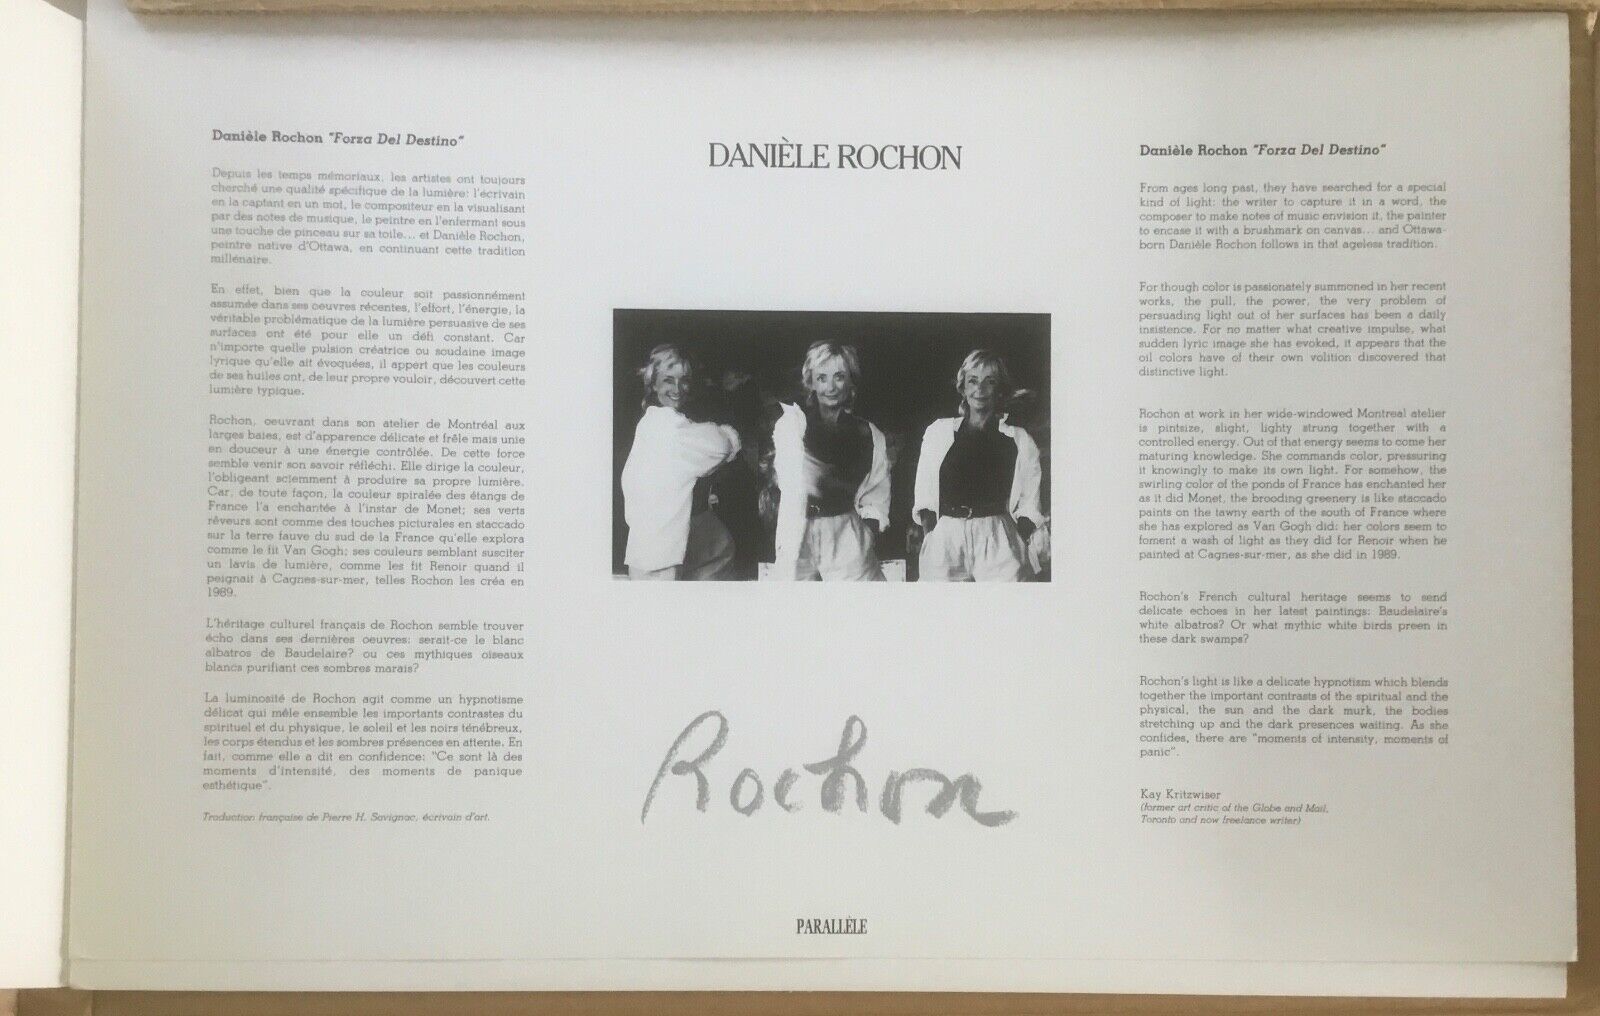 Danièle Rochon "Forza Del Destino"
Depuis les temps mémoriaux, les artistes ont toujours
cherché une qualité spécifique de la lumière: l'écrivain
en la captant en un mot, le compositeur en la visualisant
par des notes de musique, le peintre en l'enfermant sous
une touche de pinceau sur sa toile... et Danièle Rochon,
peintre native d'Ottawa, en continuant cette tradition
millénaire.
En effet, bien que la couleur soit passionnément
assumée dans ses oeuvres récentes, l'effort, l'énergie, la
véritable problématique de la lumière persuasive de ses
surfaces ont été pour elle un défi constant. Car
n'importe quelle pulsion créatrice ou soudaine image
lyrique qu'elle ait évoquées, il appert que les couleurs
de ses huiles ont, de leur propre vouloir, découvert cette
lumière typique.
Rochon, oeuvrant dans son atelier de Montréal aux
larges baies, est d'apparence délicate et frêle mais unie
en douceur à une énergie contrôlée. De cette force
semble venir son savoir réfléchi. Elle dirige la couleur,
l'obligeant sciemment à produire sa propre lumière.
Car, de toute façon, la couleur spiralée des étangs de
France l'a enchantée à l'instar de Monet; ses verts
rêveurs sont comme des touches picturales en staccado
sur la terre fauve du sud de la France qu'elle explora
comme le fit Van Gogh; ses couleurs semblant susciter
un lavis de lumière, comme les fit Renoir quand il
peignait à Cagnes-sur-mer, telles Rochon les créa en
1989.
L'héritage culturel français de Rochon semble trouver
écho dans ses dernières oeuvres: serait-ce le blanc
albatros de Baudelaire? ou ces mythiques oiseaux
blancs purifiant ces sombres marais?
La luminosité de Rochon agit comme un hypnotisme
délicat qui mêle ensemble les importants contrastes du
spirituel et du physique, le soleil et les noirs ténébreux,
les corps étendus et les sombres présences en attente. En
fait, comme elle a dit en confidence: "Ce sont là des
moments d'intensité, des moments de panique
esthétique".
Traduction française de Pierre H. Savignac, écrivain d'art.
DANIÈLE ROCHON
Rochon
PARALLÈLE
Danièle Rochon "Forza Del Destino"
From ages long past, they have searched for a special
kind of light: the writer to capture it in a word, the
composer to make notes of music envision it, the painter
to encase it with a brushmark on canvas... and Ottawa-
born Danièle Rochon follows in that ageless tradition.
For though color is passionately summoned in her recent
works, the pull, the power, the very problem of
persuading light out of her surfaces has been a daily
insistence. For no matter what creative impulse, what
sudden lyric image she has evoked, it appears that the
oil colors have of their own volition discovered that
distinctive light.
Rochon at work in her wide-windowed Montreal atelier
is pintsize, slight, lighty strung together with a
controlled energy. Out of that energy seems to come her
maturing knowledge. She commands color, pressuring
it knowingly to make its own light. For somehow, the
swirling color of the ponds of France has enchanted her
as it did Monet, the brooding greenery is like staccado
paints on the tawny earth of the south of France where
she has explored as Van Gogh did: her colors seem to
foment a wash of light as they did for Renoir when he
painted at Cagnes-sur-mer, as she did in 1989.
Rochon's French cultural heritage seems to send
delicate echoes in her latest paintings: Baudelaire's
white albatros? Or what mythic white birds preen in
these dark swamps?
Rochon's light is like a delicate hypnotism which blends
together the important contrasts of the spiritual and the
physical, the sun and the dark murk, the bodies
stretching up and the dark presences waiting. As she
confides, there are "moments of intensity, moments of
panic".
Kay Kritzwiser
(former art critic of the Globe and Mail,
Toronto and now freelance writer)